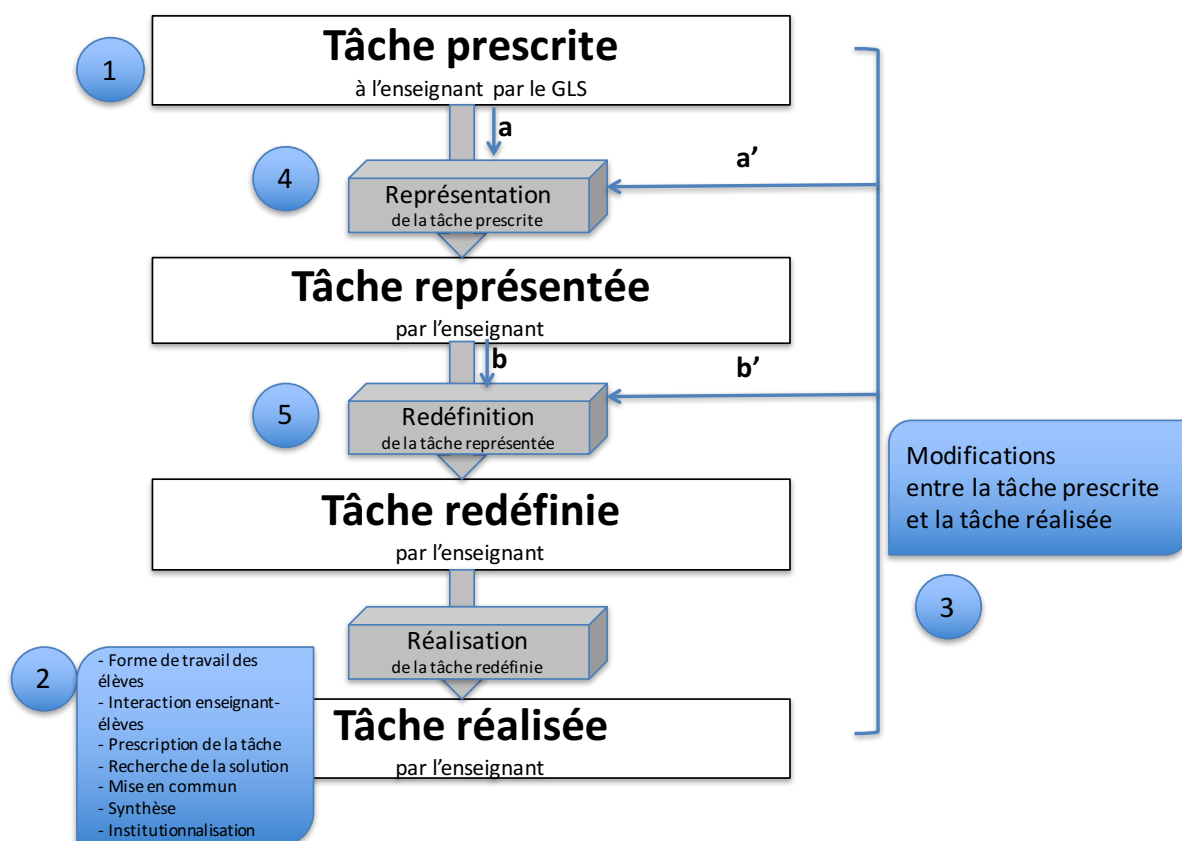 Tâche prescrite
1
à l'enseignant par le GLS
a
a'
4
Représentation
de la tâche prescrite
Tâche représentée
par l'enseignant
b
b'
5
Redéfinition
de la tâche représentée
Modifications
entre la tâche prescrite
et la tâche réalisée
Tâche redéfinie
par l'enseignant
3
Réalisation
de la tâche redéfinie
2
- Forme de travail des
élèves
- Interaction enseignant-
élèves
- Prescription de la tâche
- Recherche de la solution
- Mise en commun
- Synthèse
- Institutionnalisation
Tâche réalisée
par l'enseignant